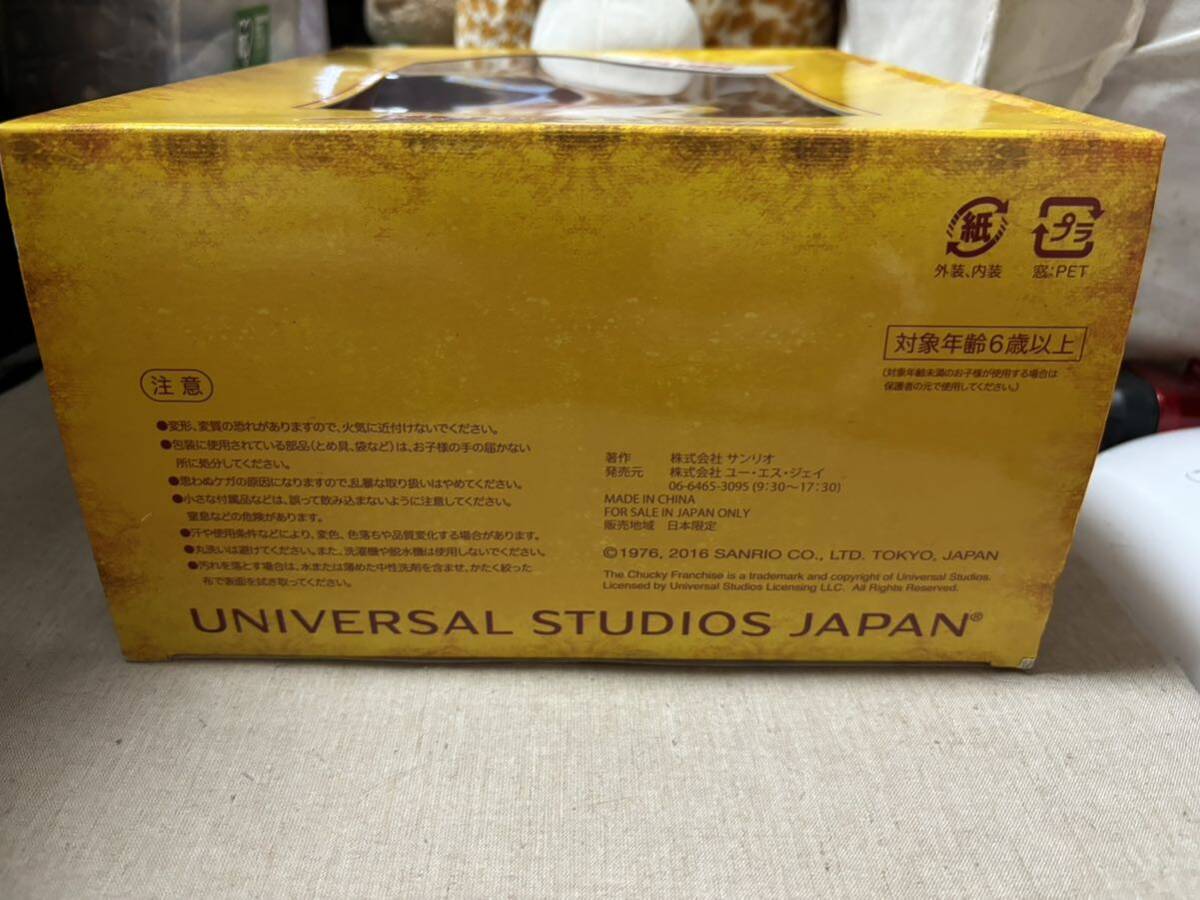 紙
プラ
外装、内装
窓:PET
対象年齢6歳以上
(対象年齢未満のお子様が使用する場合は
保護者の元で使用してください。)
注意
●変形、変質の恐れがありますので、火気に近付けないでください。
●包装に使用されている部品(とめ具、袋など)は、お子様の手の届かない
所に処分してください。
●思わぬケガの原因になりますので、乱暴な取り扱いはやめてください。
●小さな付属品などは、誤って飲み込まないように注意してください。
窒息などの危険があります。
●汗や使用条件などにより、変色、色落ちや品質変化する場合があります。
●丸洗いは避けてください。また、洗濯機や脱水機は使用しないでください。
●汚れを落とす場合は、水または薄めた中性洗剤を含ませ、かたく絞った
布で表面を拭き取ってください。
著作 株式会社 サンリオ
発売元 株式会社 ユー・エス・ジェイ
06-6465-3095 (9:30〜17:30)
MADE IN CHINA
FOR SALE IN JAPAN ONLY
販売地域 日本限定
©1976, 2016 SANRIO CO., LTD. TOKYO, JAPAN
The Chucky Franchise is a trademark and copyright of Universal Studios.
Licensed by Universal Studios Licensing LLC. All Rights Reserved.
UNIVERSAL STUDIOS JAPAN®